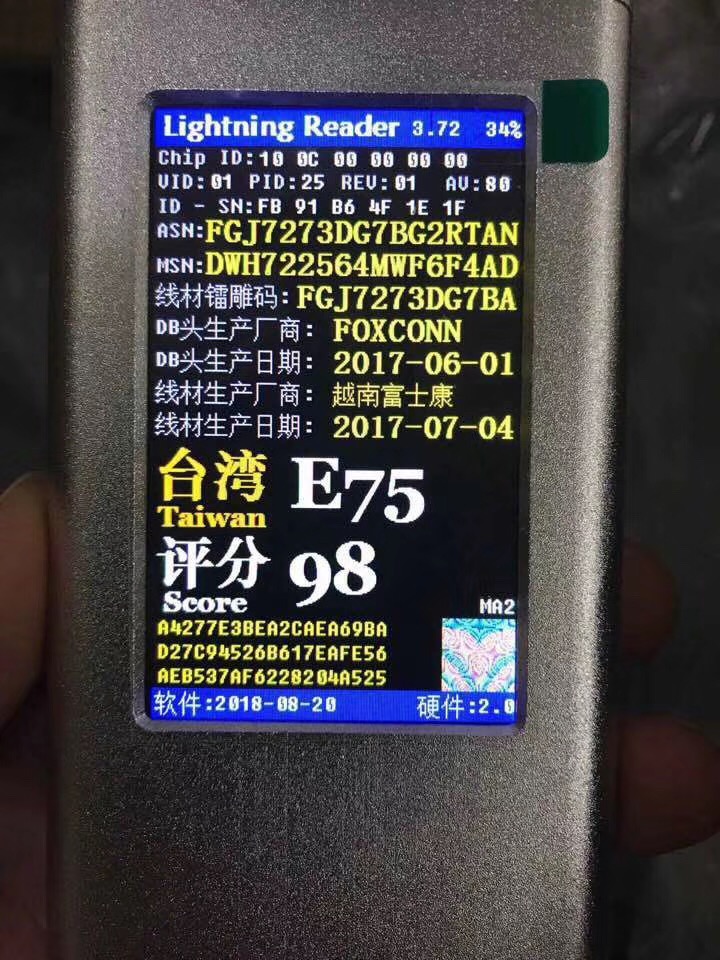 Lightning Reader 3.72 34%
Chip ID:10 0C 00 00 00 00
VID:01 PID:25 REV:01 AV:80
ID - SN:FB 91 B6 4F 1E 1F
ASN:FGJ7273DG7BG2RTAN
MSN:DWH722564MWF6F4AD
线材镭雕码:FGJ7273DG7BA
DB头生产厂商: FOXCONN
DB头生产日期: 2017-06-01
线材生产厂商: 越南富士康
线材生产日期: 2017-07-04
台湾 E75
Taiwan
评分 98
Score
MA2
A4277E3BEA2CAEA69BA
D27C94526B617EAFE56
AEB537AF6228204A525
软件:2018-08-20 硬件:2.0